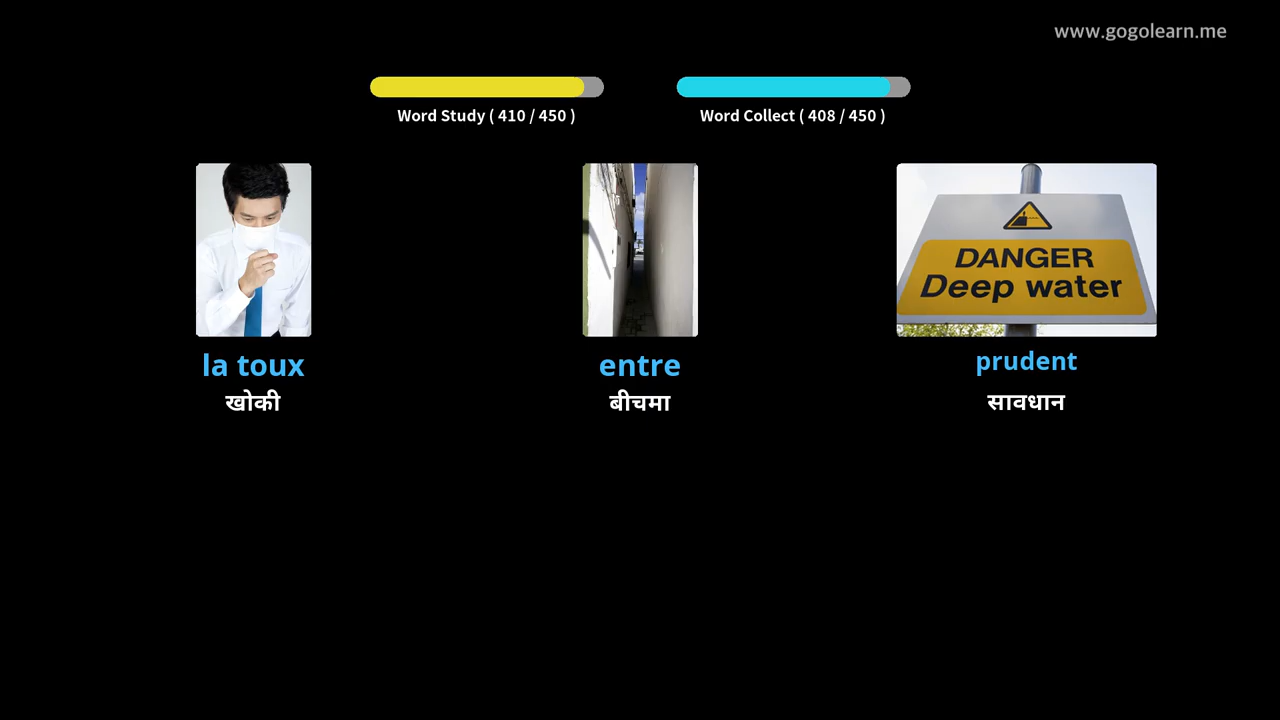 www.gogolearn.me
Word Study ( 410 / 450 )
Word Collect ( 408 / 450 )
DANGER
Deep water
la toux
entre
prudent
खोकी
बीचमा
सावधान